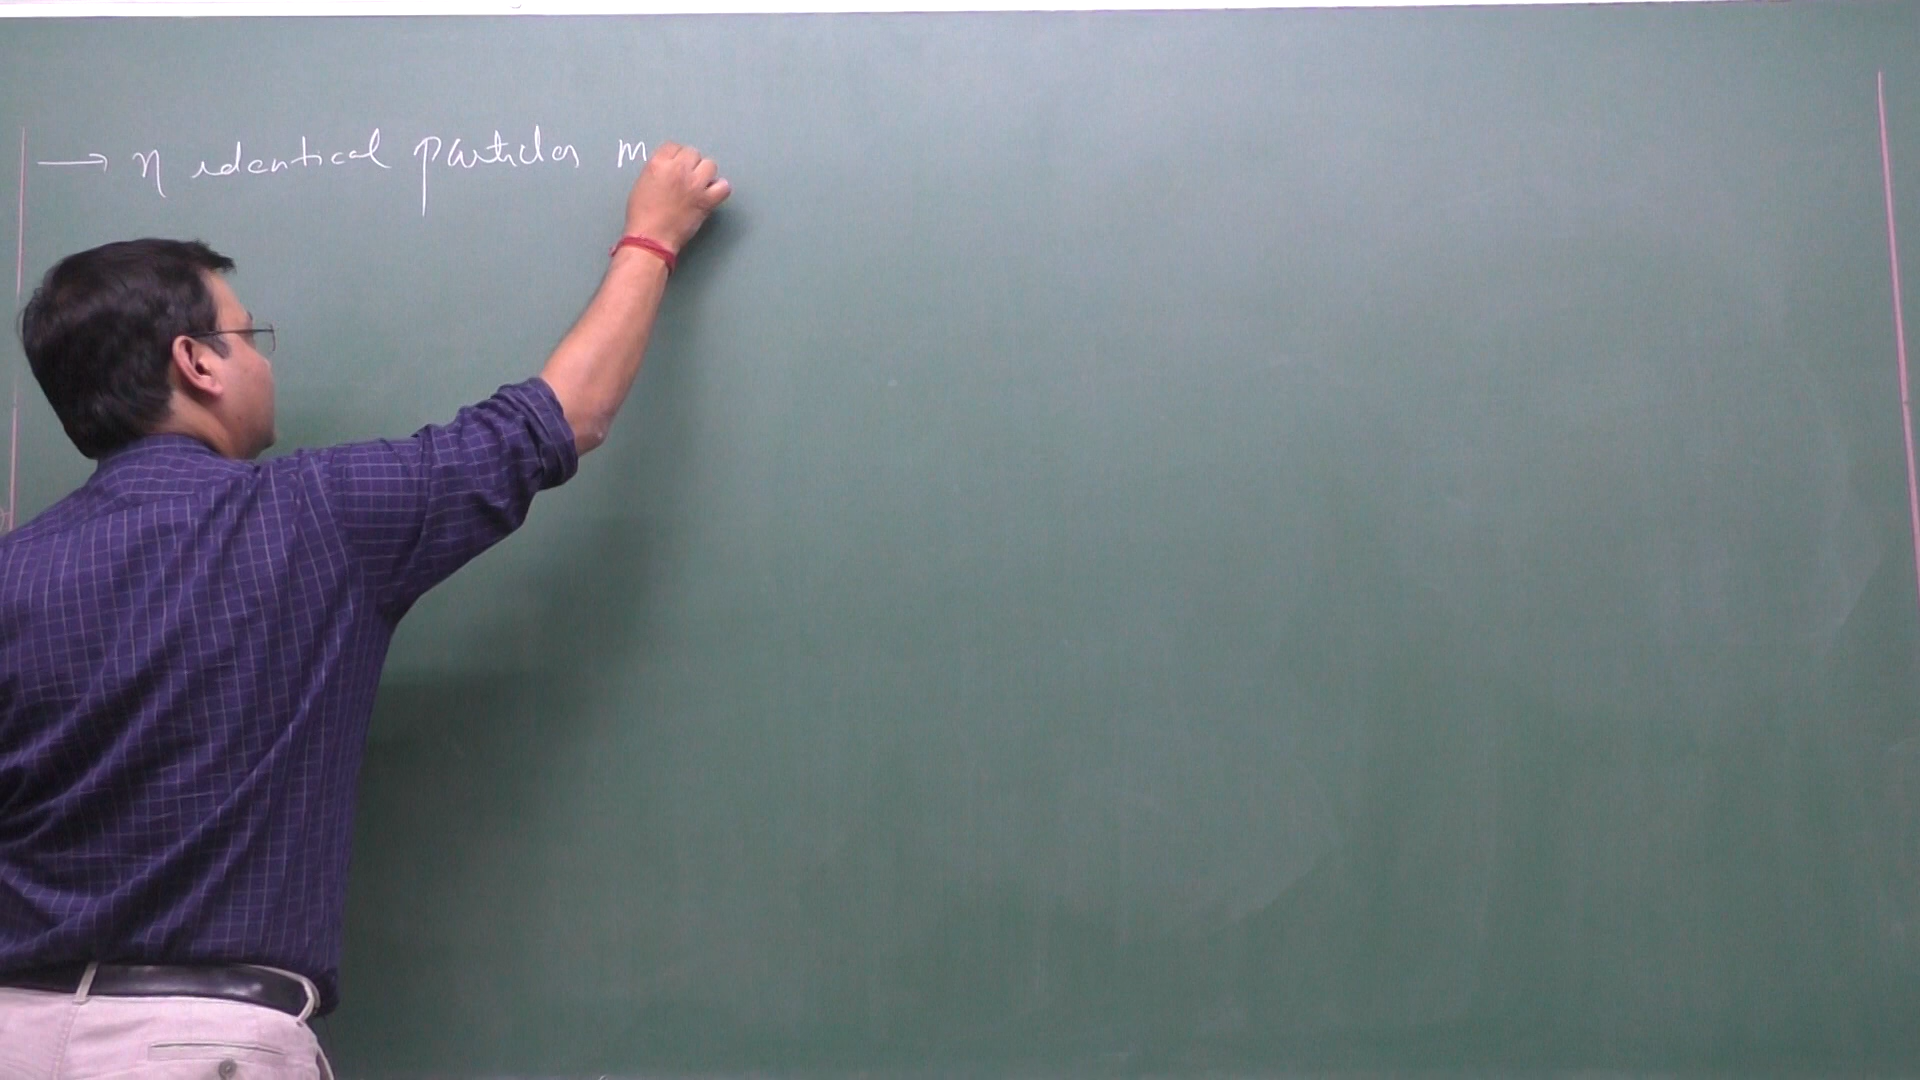 → η identical particles m